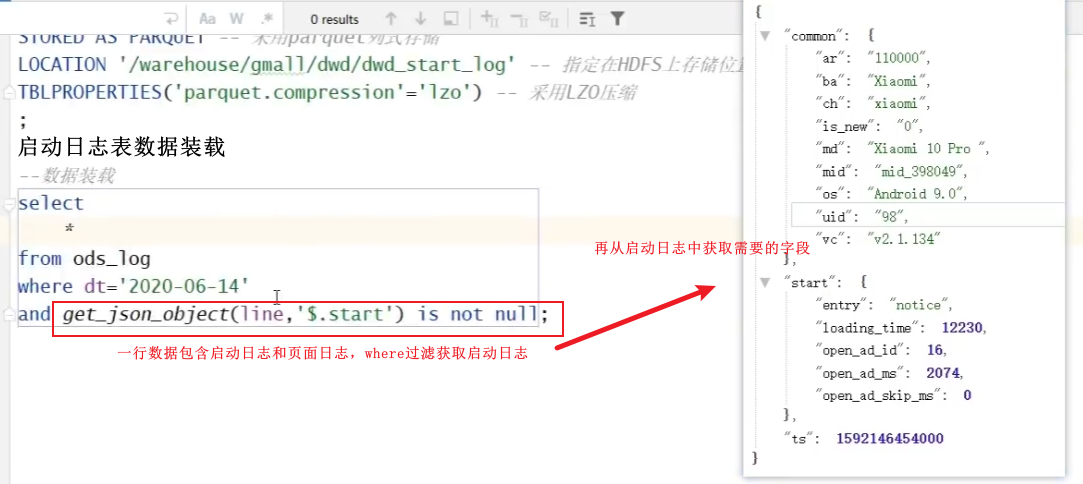 Aa W .* 0 results
STORED AS PARQUET -- 采用parquet列式存储
LOCATION '/warehouse/gmall/dwd/dwd_start_log' -- 指定在HDFS上存储位置
TBLPROPERTIES('parquet.compression'='lzo') -- 采用LZO压缩
;
启动日志表数据装载
--数据装载
select
*
from ods_log
where dt='2020-06-14'
and get_json_object(line,'$.start') is not null;
一行数据包含启动日志和页面日志，where过滤获取启动日志
再从启动日志中获取需要的字段
{
"common": {
"ar": "110000",
"ba": "Xiaomi",
"ch": "xiaomi",
"is_new": "0",
"md": "Xiaomi 10 Pro ",
"mid": "mid_398049",
"os": "Android 9.0",
"uid": "98",
"vc": "v2.1.134"
},
"start": {
"entry": "notice",
"loading_time": 12230,
"open_ad_id": 16,
"open_ad_ms": 2074,
"open_ad_skip_ms": 0
},
"ts": 1592146454000
}